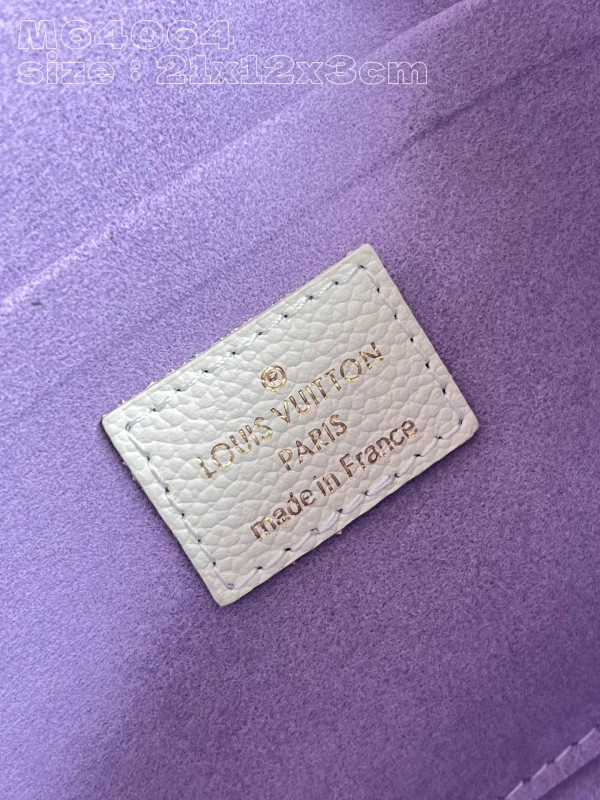 M64064
size : 21x12x3cm
®
LOUIS VUITTON
PARIS
made in France